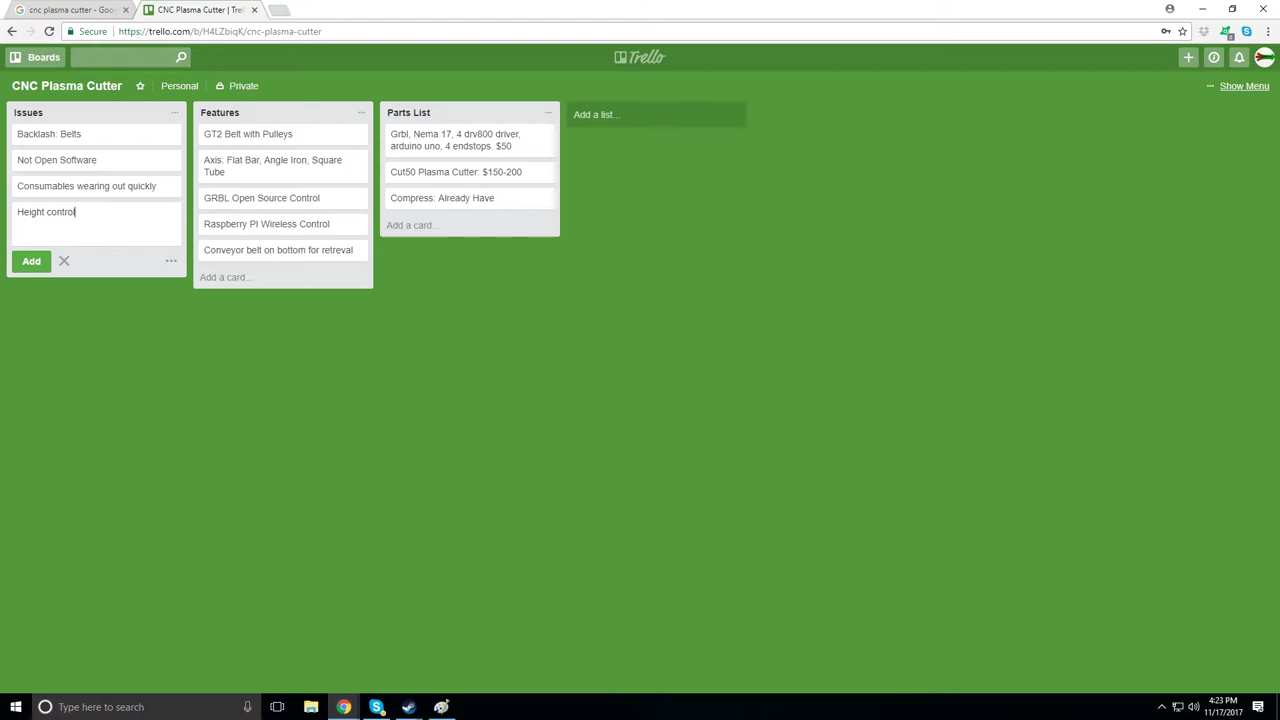 cnc plasma cutter - Goo
CNC Plasma Cutter | Trell
Secure
https://trello.com/b/H4LZbiqK/cnc-plasma-cutter
Boards
Trello
CNC Plasma Cutter
Personal
Private
Show Menu
Issues
Backlash: Belts
Not Open Software
Consumables wearing out quickly
Height control
Add
Features
GT2 Belt with Pulleys
Axis: Flat Bar, Angle Iron, Square
Tube
GRBL Open Source Control
Raspberry PI Wireless Control
Conveyor belt on bottom for retreval
Add a card...
Parts List
Grbl, Nema 17, 4 drv800 driver,
arduino uno, 4 endstops. $50
Cut50 Plasma Cutter: $150-200
Compress: Already Have
Add a card...
Add a list...
Type here to search
4:23 PM
11/17/2017